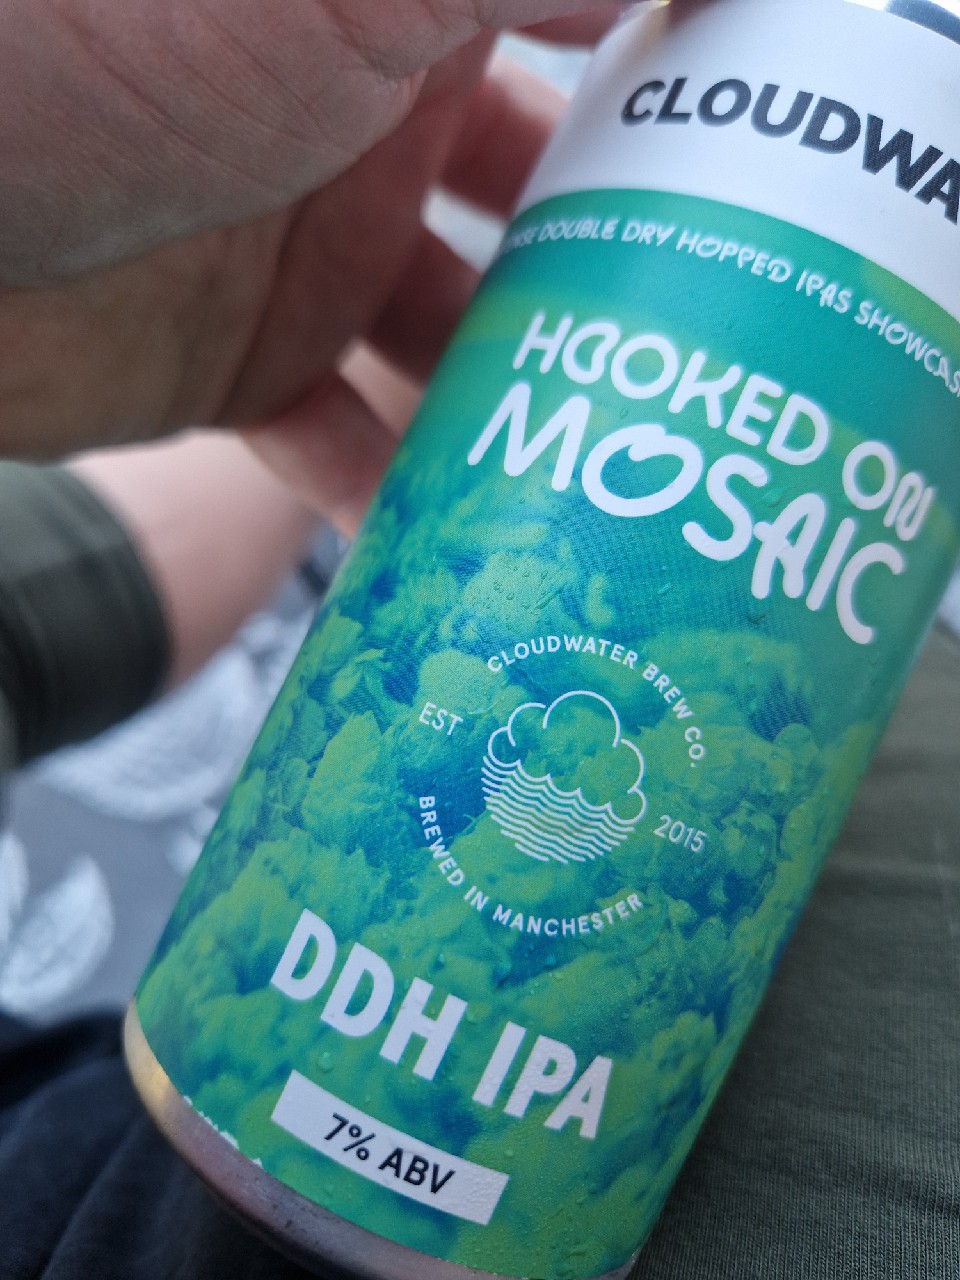 CLOUDWA
DOUBLE DRY HOPPED IPAS SHOWCAS
HOOKED ON
MOSAIC
CLOUDWATER BREW CO.
EST
2015
BREWED IN MANCHESTER
DDH IPA
7% ABV